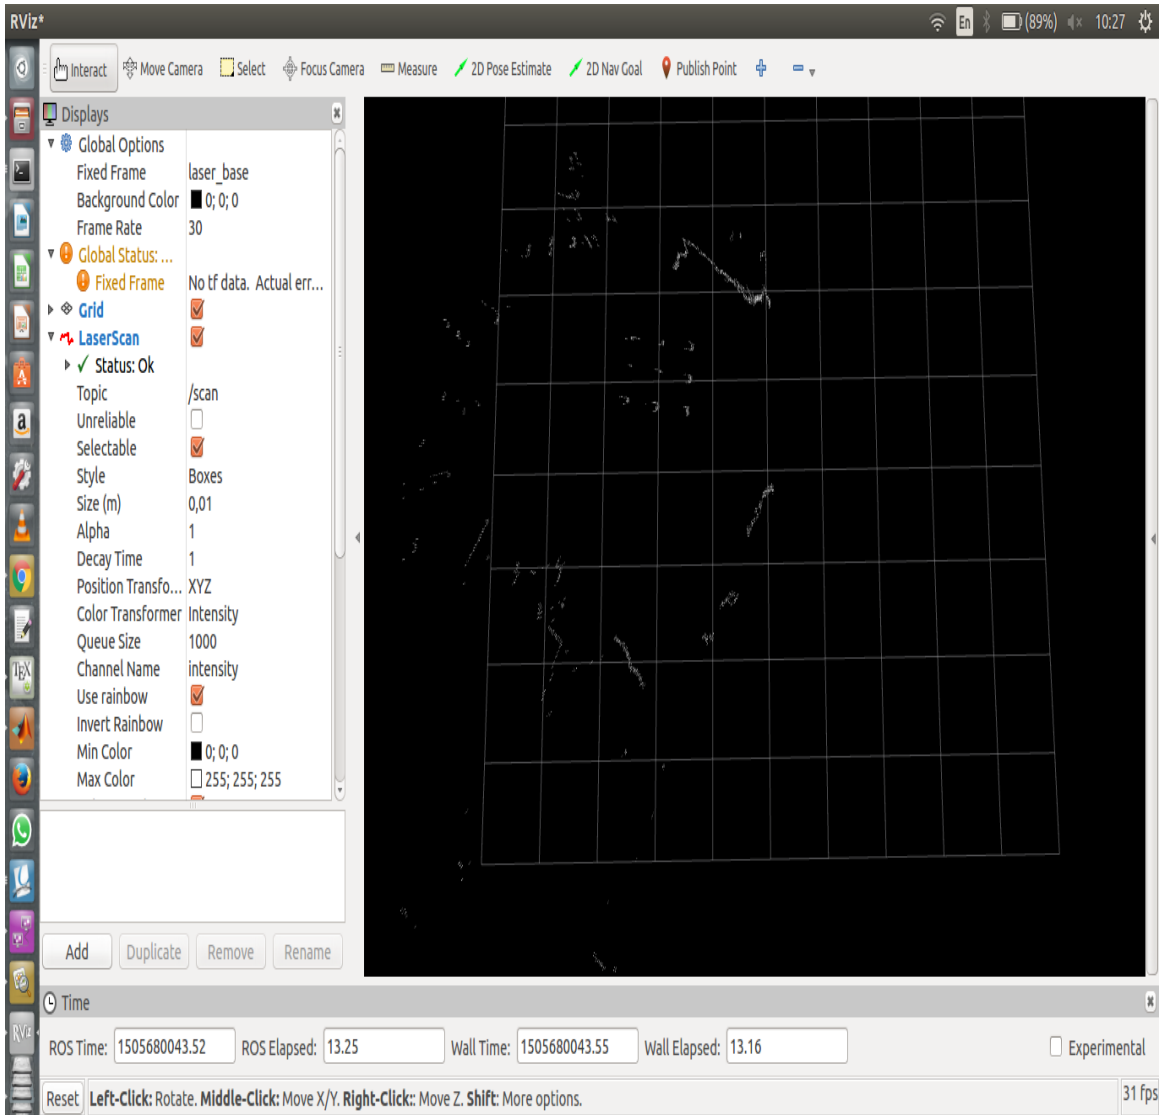 RViz*
En (89%) 10:27
Interact Move Camera Select Focus Camera Measure 2D Pose Estimate 2D Nav Goal Publish Point
Displays
Global Options
Fixed Frame laser_base
Background Color 0; 0; 0
Frame Rate 30
Global Status: ...
Fixed Frame No tf data. Actual err...
Grid
LaserScan
Status: Ok
Topic /scan
Unreliable
Selectable
Style Boxes
Size (m) 0,01
Alpha 1
Decay Time 1
Position Transfo... XYZ
Color Transformer Intensity
Queue Size 1000
Channel Name intensity
Use rainbow
Invert Rainbow
Min Color 0; 0; 0
Max Color 255; 255; 255
Add Duplicate Remove Rename
Time
ROS Time: 1505680043.52 ROS Elapsed: 13.25 Wall Time: 1505680043.55 Wall Elapsed: 13.16 Experimental
Reset Left-Click: Rotate. Middle-Click: Move X/Y. Right-Click:: Move Z. Shift: More options. 31 fps
a
TEX
RViz